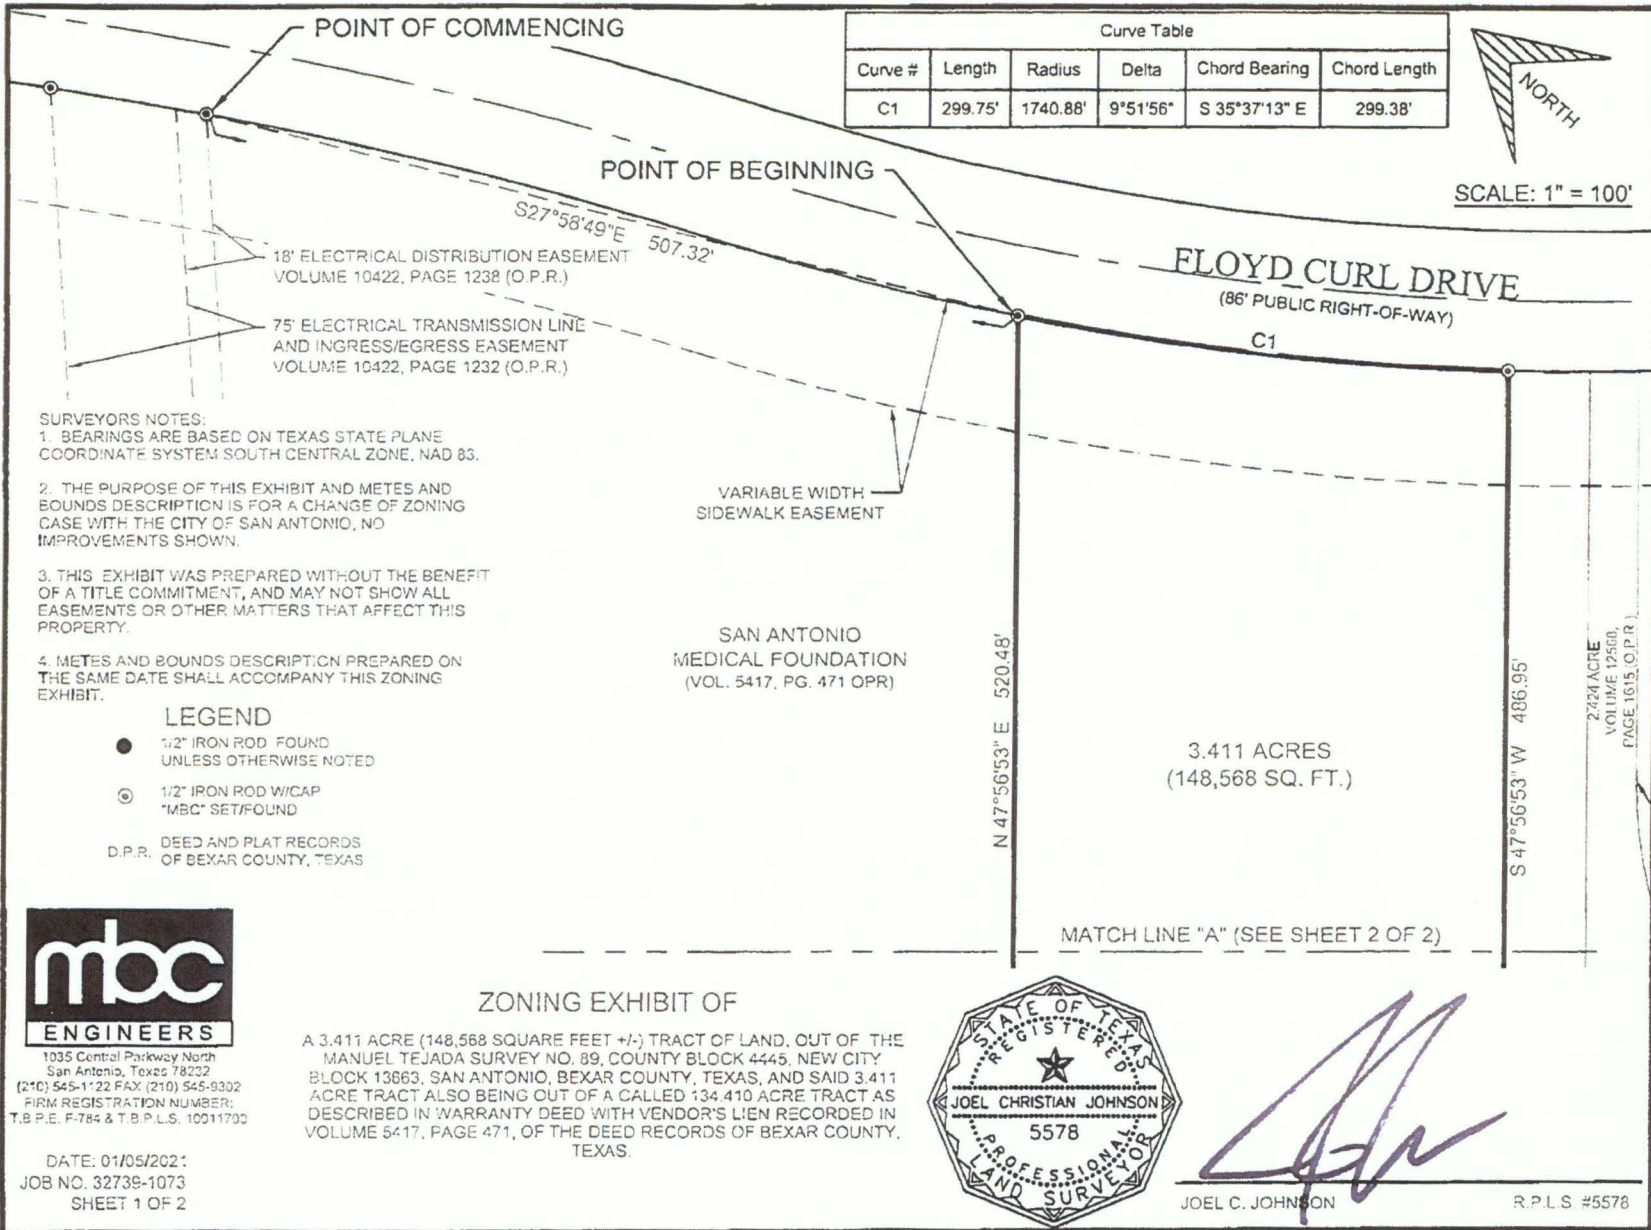 POINT OF COMMENCING
Curve Table
Curve # Length Radius Delta Chord Bearing Chord Length
C1 299.75' 1740.88' 9°51'56" S 35°37'13" E 299.38'
NORTH
SCALE: 1" = 100'
POINT OF BEGINNING
S27°58'49"E 507.32'
FLOYD CURL DRIVE
(86' PUBLIC RIGHT-OF-WAY)
C1
18' ELECTRICAL DISTRIBUTION EASEMENT
VOLUME 10422, PAGE 1238 (O.P.R.)
75' ELECTRICAL TRANSMISSION LINE
AND INGRESS/EGRESS EASEMENT
VOLUME 10422, PAGE 1232 (O.P.R.)
SURVEYORS NOTES:
1. BEARINGS ARE BASED ON TEXAS STATE PLANE
COORDINATE SYSTEM SOUTH CENTRAL ZONE, NAD 83.
2. THE PURPOSE OF THIS EXHIBIT AND METES AND
BOUNDS DESCRIPTION IS FOR A CHANGE OF ZONING
CASE WITH THE CITY OF SAN ANTONIO, NO
IMPROVEMENTS SHOWN.
3. THIS EXHIBIT WAS PREPARED WITHOUT THE BENEFIT
OF A TITLE COMMITMENT, AND MAY NOT SHOW ALL
EASEMENTS OR OTHER MATTERS THAT AFFECT THIS
PROPERTY.
4. METES AND BOUNDS DESCRIPTION PREPARED ON
THE SAME DATE SHALL ACCOMPANY THIS ZONING
EXHIBIT.
VARIABLE WIDTH
SIDEWALK EASEMENT
SAN ANTONIO
MEDICAL FOUNDATION
(VOL. 5417, PG. 471 OPR)
N 47°56'53" E 520.48'
3.411 ACRES
(148,568 SQ. FT.)
S 47°56'53" W 486.95'
2.424 ACRE
VOLUME 12568,
PAGE 1615 (O.P.R.)
LEGEND
1/2" IRON ROD FOUND
UNLESS OTHERWISE NOTED
1/2" IRON ROD W/CAP
"MBC" SET/FOUND
D.P.R. DEED AND PLAT RECORDS
OF BEXAR COUNTY, TEXAS
MATCH LINE "A" (SEE SHEET 2 OF 2)
mbc
ENGINEERS
1035 Central Parkway North
San Antonio, Texas 78232
(210) 545-1122 FAX (210) 545-9302
FIRM REGISTRATION NUMBER:
T.B.P.E. F-784 & T.B.P.L.S. 10011700
DATE: 01/05/2021
JOB NO. 32739-1073
SHEET 1 OF 2
ZONING EXHIBIT OF
A 3.411 ACRE (148,568 SQUARE FEET +/-) TRACT OF LAND, OUT OF THE
MANUEL TEJADA SURVEY NO. 89, COUNTY BLOCK 4445, NEW CITY
BLOCK 13663, SAN ANTONIO, BEXAR COUNTY, TEXAS, AND SAID 3.411
ACRE TRACT ALSO BEING OUT OF A CALLED 134.410 ACRE TRACT AS
DESCRIBED IN WARRANTY DEED WITH VENDOR'S LIEN RECORDED IN
VOLUME 5417, PAGE 471, OF THE DEED RECORDS OF BEXAR COUNTY,
TEXAS.
STATE OF TEXAS
REGISTERED
JOEL CHRISTIAN JOHNSON
5578
PROFESSIONAL
LAND SURVEYOR
JOEL C. JOHNSON R.P.L.S. #5578